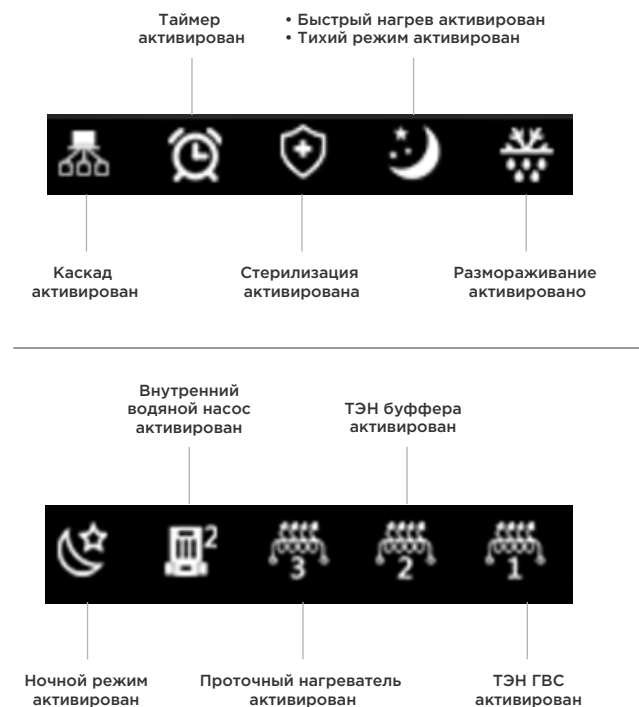 Таймер
активирован
• Быстрый нагрев активирован
• Тихий режим активирован
Каскад
активирован
Стерилизация
активирована
Размораживание
активировано
Внутренний
водяной насос
активирован
ТЭН буффера
активирован
2
3
2
1
Ночной режим
активирован
Проточный нагреватель
активирован
ТЭН ГВС
активирован